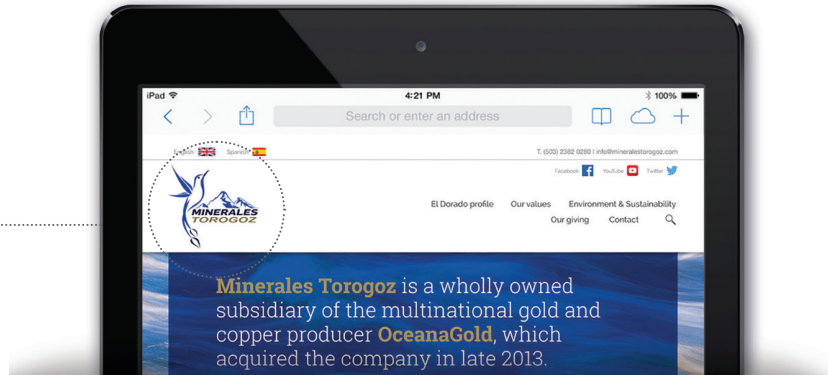 iPad 4:21 PM 100%
Search or enter an address
English Spanish T. (503) 2382 0280 | info@mineralestorogoz.com
Facebook YouTube Twitter
MINERALES
TOROGOZ
El Dorado profile Our values Environment & Sustainability
Our giving Contact
Minerales Torogoz is a wholly owned
subsidiary of the multinational gold and
copper producer OceanaGold, which
acquired the company in late 2013.